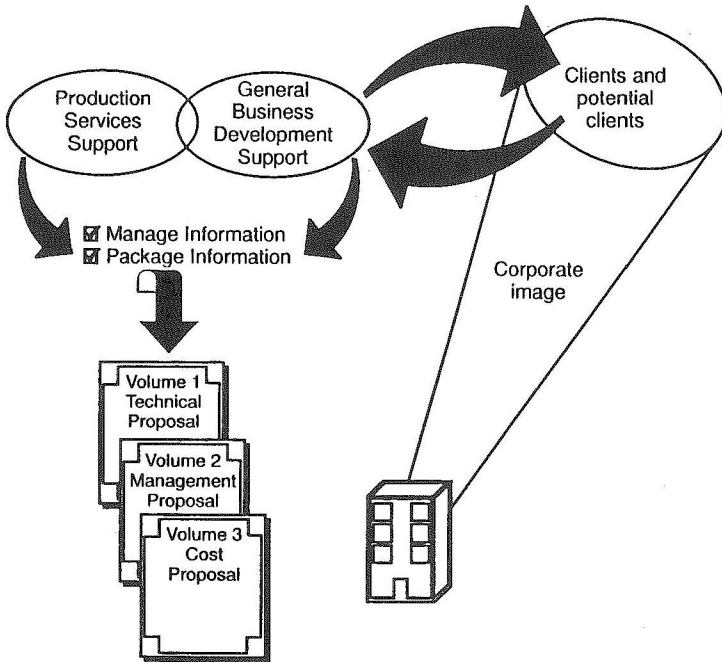 Production
Services
Support
General
Business
Development
Support
Clients and
potential
clients
☑ Manage Information
☑ Package Information
Corporate
image
Volume 1
Technical
Proposal
Volume 2
Management
Proposal
Volume 3
Cost
Proposal